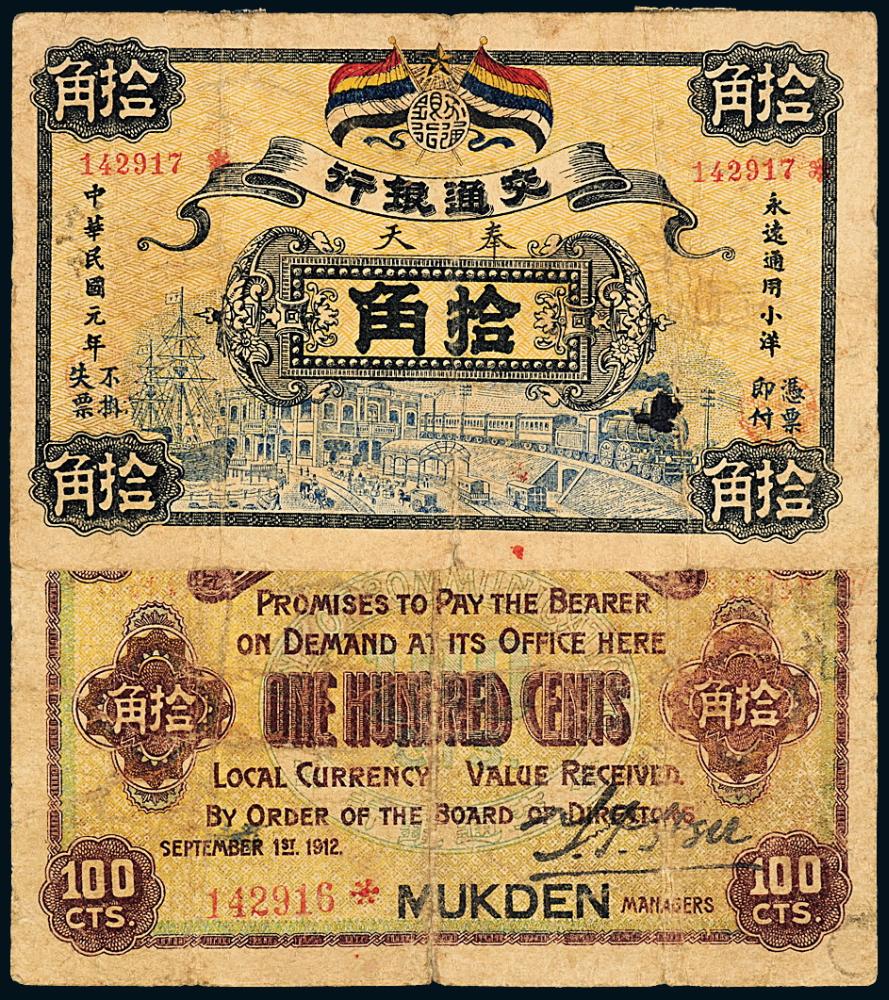 角拾
角拾
142917 *
142917 *
行銀通交
天 奉
角拾
中華民國元年
不掛
失票
永遠通用小洋
憑票
即付
角拾
角拾
PROMISES TO PAY THE BEARER
ON DEMAND AT ITS OFFICE HERE
ONE HUNDRED CENTS
角拾
角拾
LOCAL CURRENCY VALUE RECEIVED.
BY ORDER OF THE BOARD OF DIRECTORS
SEPTEMBER 1ST. 1912.
100
CTS.
142916 *
MUKDEN
MANAGERS
100
CTS.